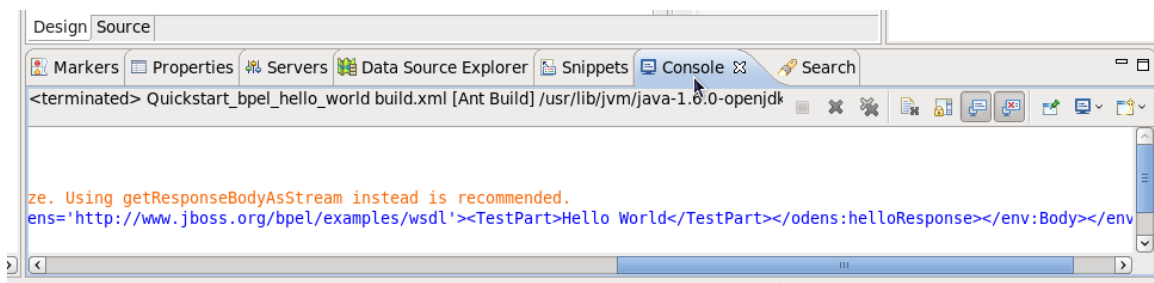 Design Source
Markers Properties Servers Data Source Explorer Snippets Console Search
<terminated> Quickstart_bpel_hello_world build.xml [Ant Build] /usr/lib/jvm/java-1.6.0-openjdk
ze. Using getResponseBodyAsStream instead is recommended.
ens='http://www.jboss.org/bpel/examples/wsdl'><TestPart>Hello World</TestPart></odens:helloResponse></env:Body></env